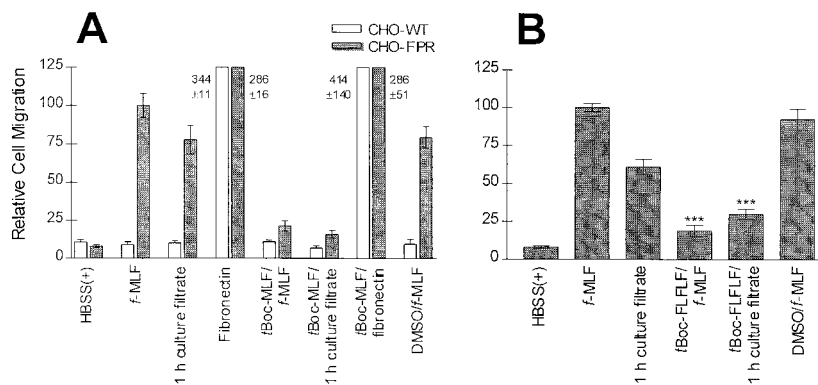 A
CHO-WT
CHO-FPR
Relative Cell Migration
125
100
75
50
25
0
344
±11
286
±16
414
±140
286
±51
HBSS(+)
f-MLF
1 h culture filtrate
Fibronectin
tBoc-MLF/
f-MLF
tBoc-MLF/
1 h culture filtrate
tBoc-MLF/
fibronectin
DMSO/f-MLF
B
125
100
75
50
25
0
***
***
HBSS(+)
f-MLF
1 h culture filtrate
tBoc-FLFLF/
f-MLF
tBoc-FLFLF/
1 h culture filtrate
DMSO/f-MLF